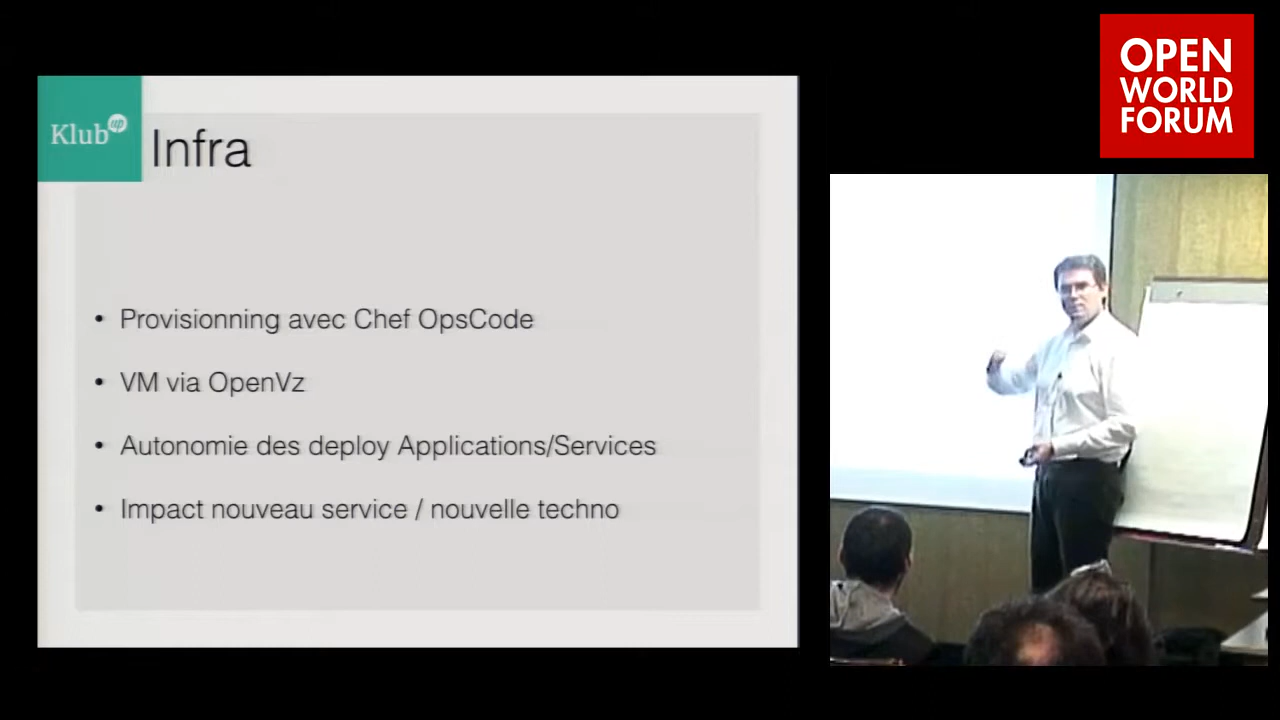 Klub up
Infra
• Provisionning avec Chef OpsCode
• VM via OpenVz
• Autonomie des deploy Applications/Services
• Impact nouveau service / nouvelle techno
OPEN
WORLD
FORUM